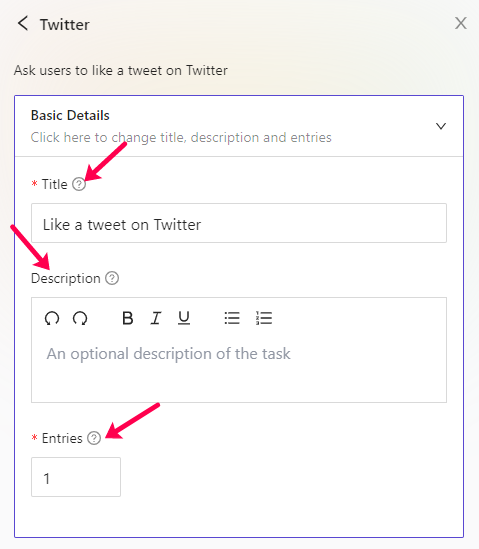 Twitter
Ask users to like a tweet on Twitter
Basic Details
Click here to change title, description and entries
* Title ?
Like a tweet on Twitter
Description ?
B I U
An optional description of the task
* Entries ?
1